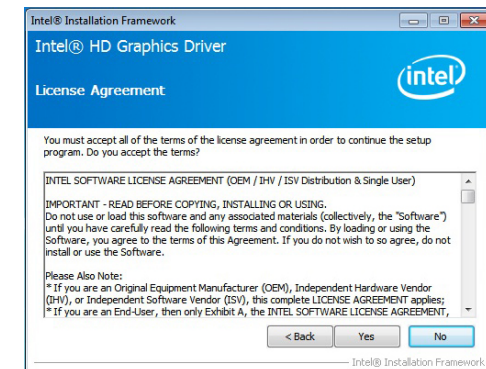 Intel® Installation Framework
Intel® HD Graphics Driver
License Agreement
(intel)
You must accept all of the terms of the license agreement in order to continue the setup
program. Do you accept the terms?
INTEL SOFTWARE LICENSE AGREEMENT (OEM / IHV / ISV Distribution & Single User)
IMPORTANT - READ BEFORE COPYING, INSTALLING OR USING.
Do not use or load this software and any associated materials (collectively, the "Software")
until you have carefully read the following terms and conditions. By loading or using the
Software, you agree to the terms of this Agreement. If you do not wish to so agree, do not
install or use the Software.
Please Also Note:
* If you are an Original Equipment Manufacturer (OEM), Independent Hardware Vendor
(IHV), or Independent Software Vendor (ISV), this complete LICENSE AGREEMENT applies;
* If you are an End-User, then only Exhibit A, the INTEL SOFTWARE LICENSE AGREEMENT,
< Back Yes No
Intel® Installation Framework